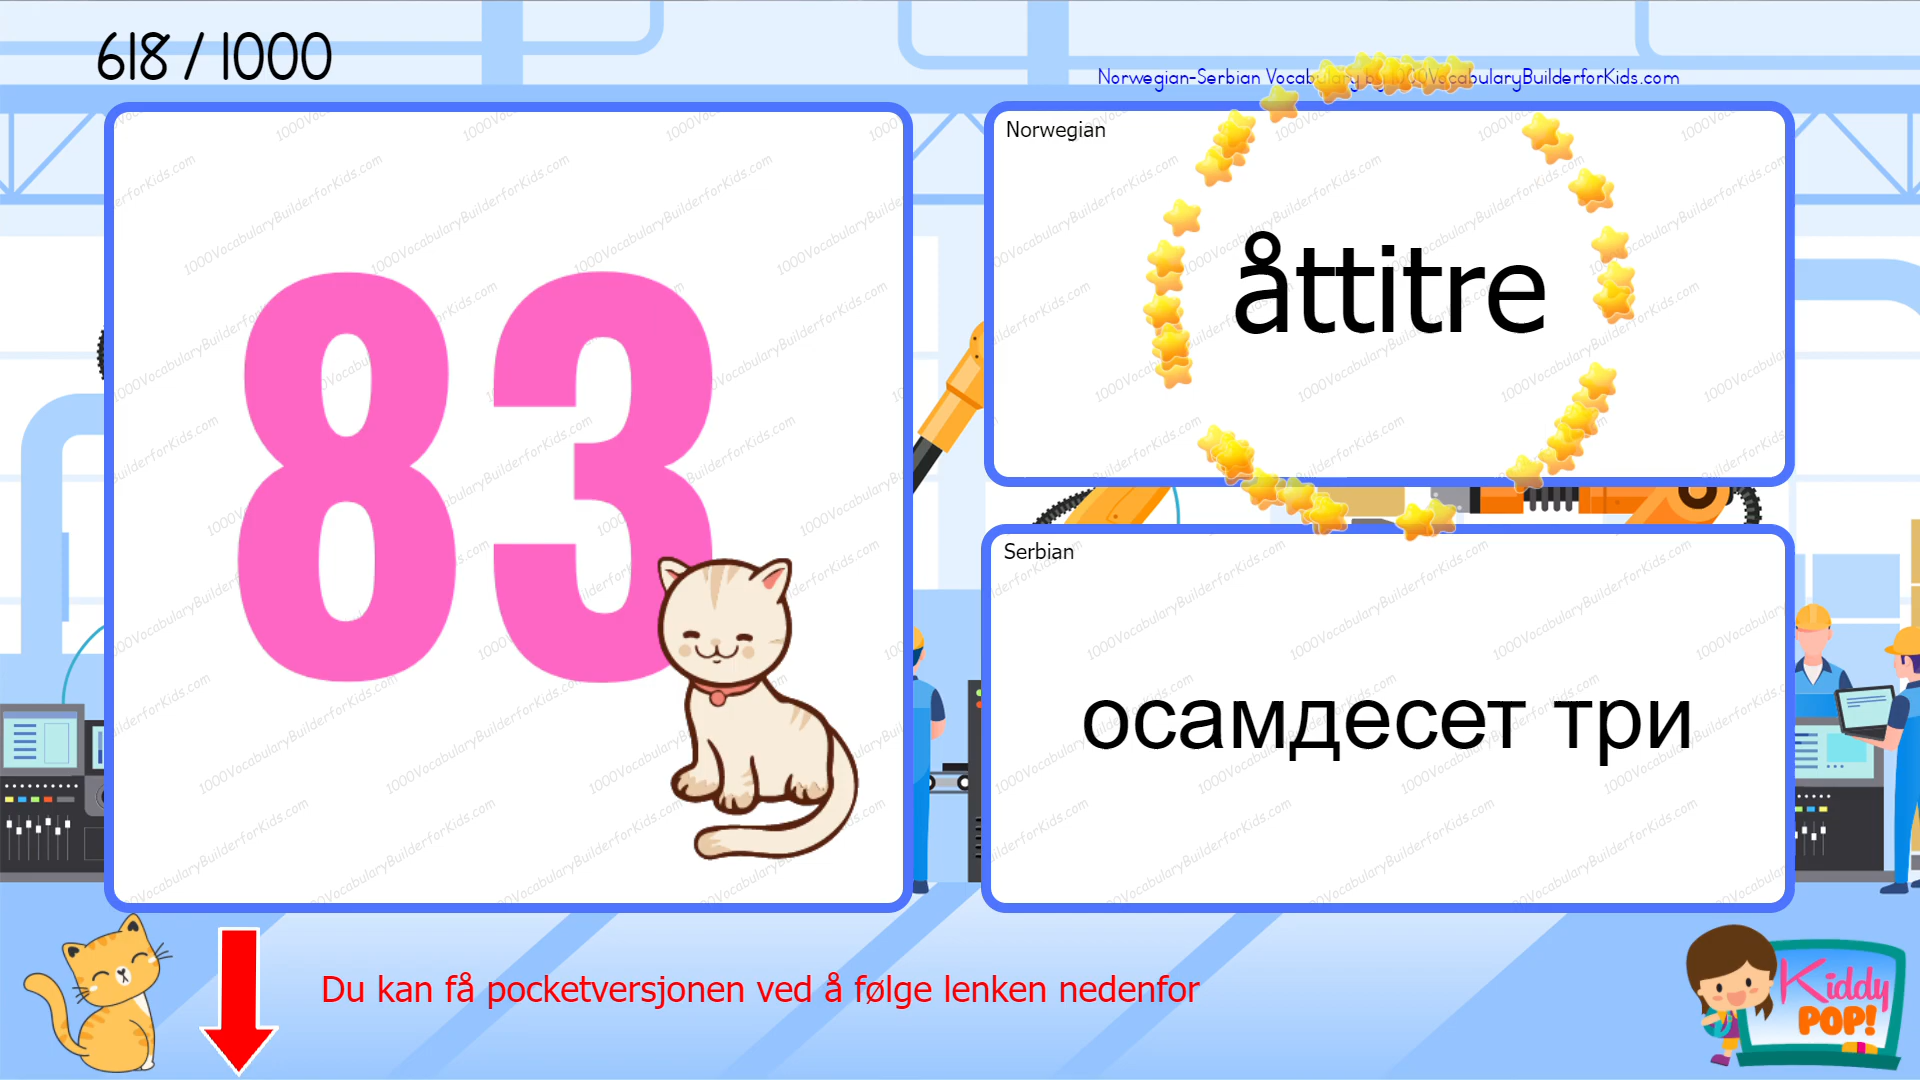 618 / 1000
Norwegian-Serbian Vocabulary by 1000VocabularyBuilderforKids.com
83
Norwegian
åttitre
Serbian
осамдесет три
Du kan få pocketversjonen ved å følge lenken nedenfor
Kiddy
POP!